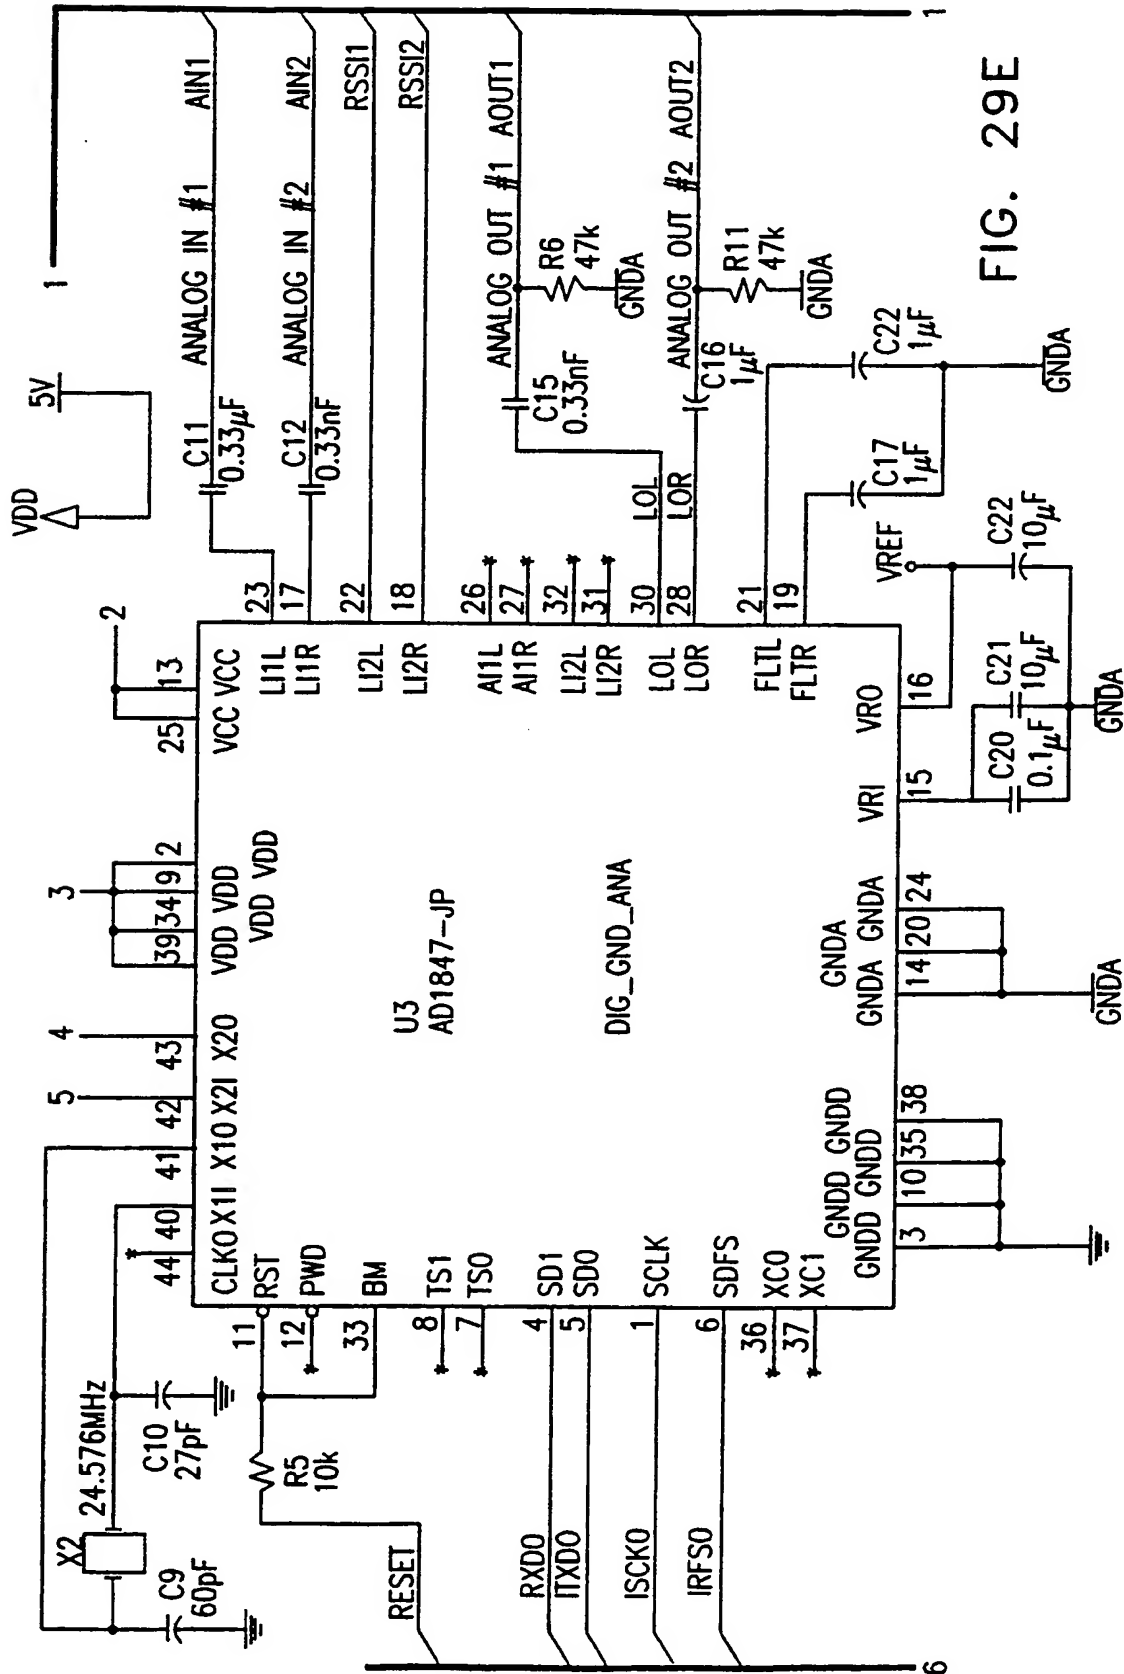 1
VDD
5V
2
3
4
5
AIN1
AIN2
RSSI1
RSSI2
AOUT1
AOUT2
1
ANALOG IN #1
ANALOG IN #2
ANALOG OUT #1
ANALOG OUT #2
C11
0.33μF
C12
0.33nF
C15
0.33nF
C16
1μF
R6
47k
GNDA
R11
47k
GNDA
C22
1μF
C17
1μF
GNDA
LOL
LOR
23
17
22
18
26 *
27 *
32 *
31 *
30
28
21
19
LI1L
LI1R
LI2L
LI2R
AI1L
AI1R
LI2L
LI2R
LOL
LOR
FLTL
FLTR
25 13
VCC VCC
39 34 9 2
VDD VDD
VDD VDD
43
X2O
42
X2I
41
X1O
40
X1I
44 *
CLKO
U3
AD1847-JP
DIG_GND_ANA
VREF
16
VRO
15
VRI
C22
10μF
C21
10μF
C20
0.1μF
GNDA
GNDA
GNDA GNDA
14 20 24
GNDA
GNDD GNDD
GNDD GNDD
3 10 35 38
RST
PWD
BM
TS1
TS0
SD1
SD0
SCLK
SDFS
XC0
XC1
11
12 *
33
8 *
7 *
4
5
1
6
36 *
37 *
X2
24.576MHz
C10
27pF
C9
60pF
R5
10k
RESET
RXD0
ITXD0
ISCK0
IRFS0
6
FIG. 29E